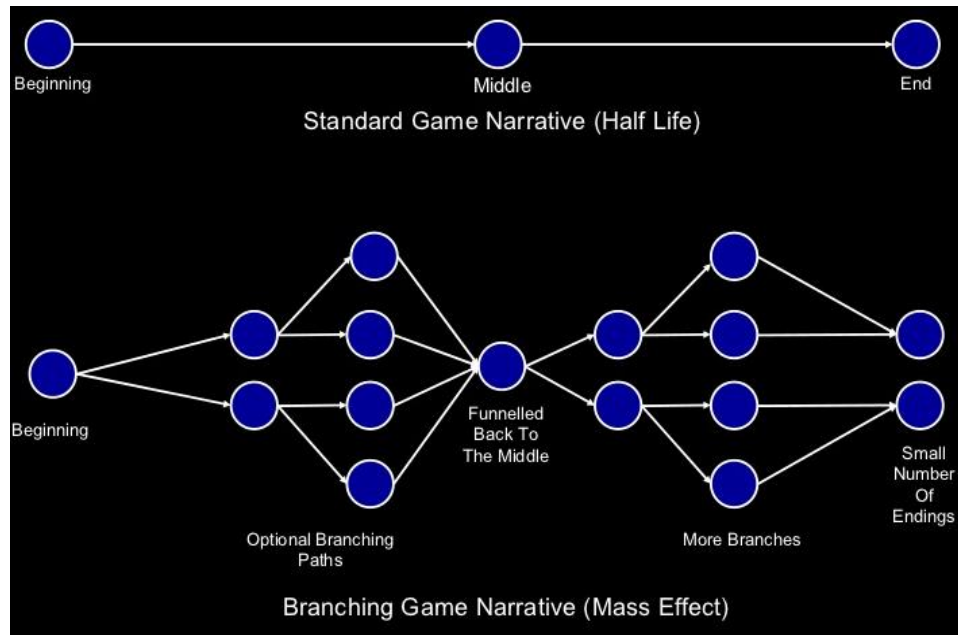 Beginning
Middle
End
Standard Game Narrative (Half Life)
Beginning
Funnelled
Back To
The Middle
Small
Number
Of
Endings
Optional Branching
Paths
More Branches
Branching Game Narrative (Mass Effect)